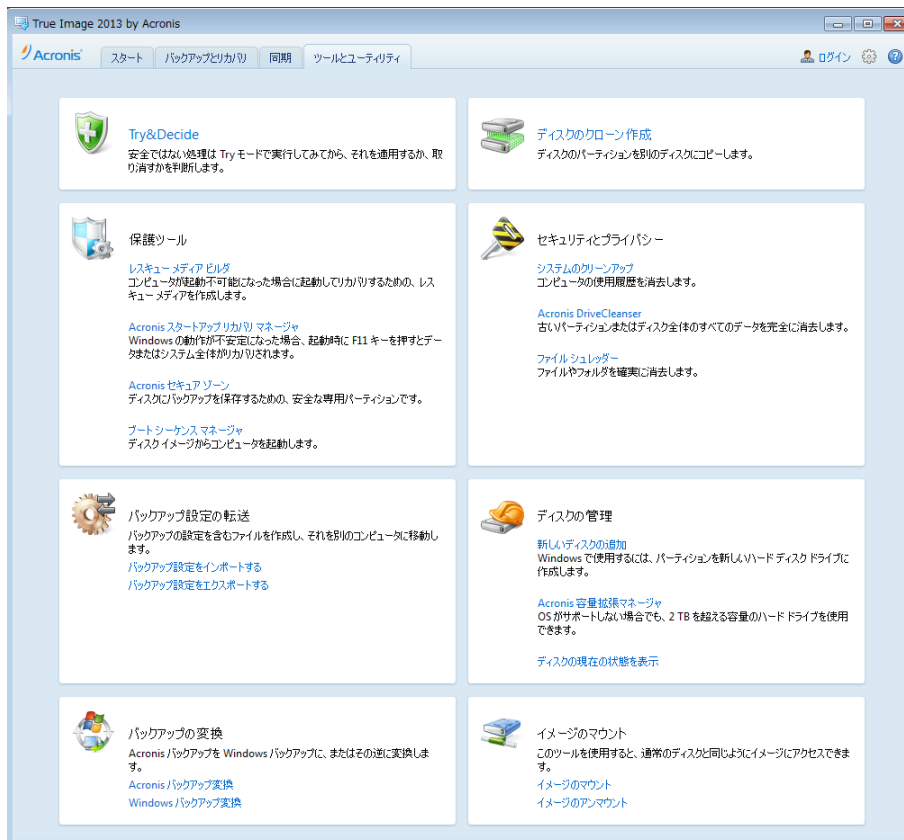 True Image 2013 by Acronis
Acronis スタート バックアップとリカバリ 同期 ツールとユーティリティ ログイン
Try&Decide
安全ではない処理は Try モードで実行してみてから、それを適用するか、取
り消すかを判断します。
ディスクのクローン作成
ディスクのパーティションを別のディスクにコピーします。
保護ツール
レスキュー メディア ビルダ
コンピュータが起動不可能になった場合に起動してリカバリするための、レス
キュー メディアを作成します。
Acronis スタートアップ リカバリ マネージャ
Windows の動作が不安定になった場合、起動時に F11 キーを押すとデー
タまたはシステム全体がリカバリされます。
Acronis セキュア ゾーン
ディスクにバックアップを保存するための、安全な専用パーティションです。
ブート シーケンス マネージャ
ディスク イメージからコンピュータを起動します。
セキュリティとプライバシー
システムのクリーンアップ
コンピュータの使用履歴を消去します。
Acronis DriveCleanser
古いパーティションまたはディスク全体のすべてのデータを完全に消去します。
ファイル シュレッダー
ファイルやフォルダを確実に消去します。
バックアップ設定の転送
バックアップの設定を含むファイルを作成し、それを別のコンピュータに移動し
ます。
バックアップ設定をインポートする
バックアップ設定をエクスポートする
ディスクの管理
新しいディスクの追加
Windows で使用するには、パーティションを新しいハード ディスク ドライブに
作成します。
Acronis 容量拡張マネージャ
OS がサポートしない場合でも、2 TB を超える容量のハード ドライブを使用
できます。
ディスクの現在の状態を表示
バックアップの変換
Acronis バックアップを Windows バックアップに、またはその逆に変換しま
す。
Acronis バックアップ変換
Windows バックアップ変換
イメージのマウント
このツールを使用すると、通常のディスクと同じようにイメージにアクセスできま
す。
イメージのマウント
イメージのアンマウント